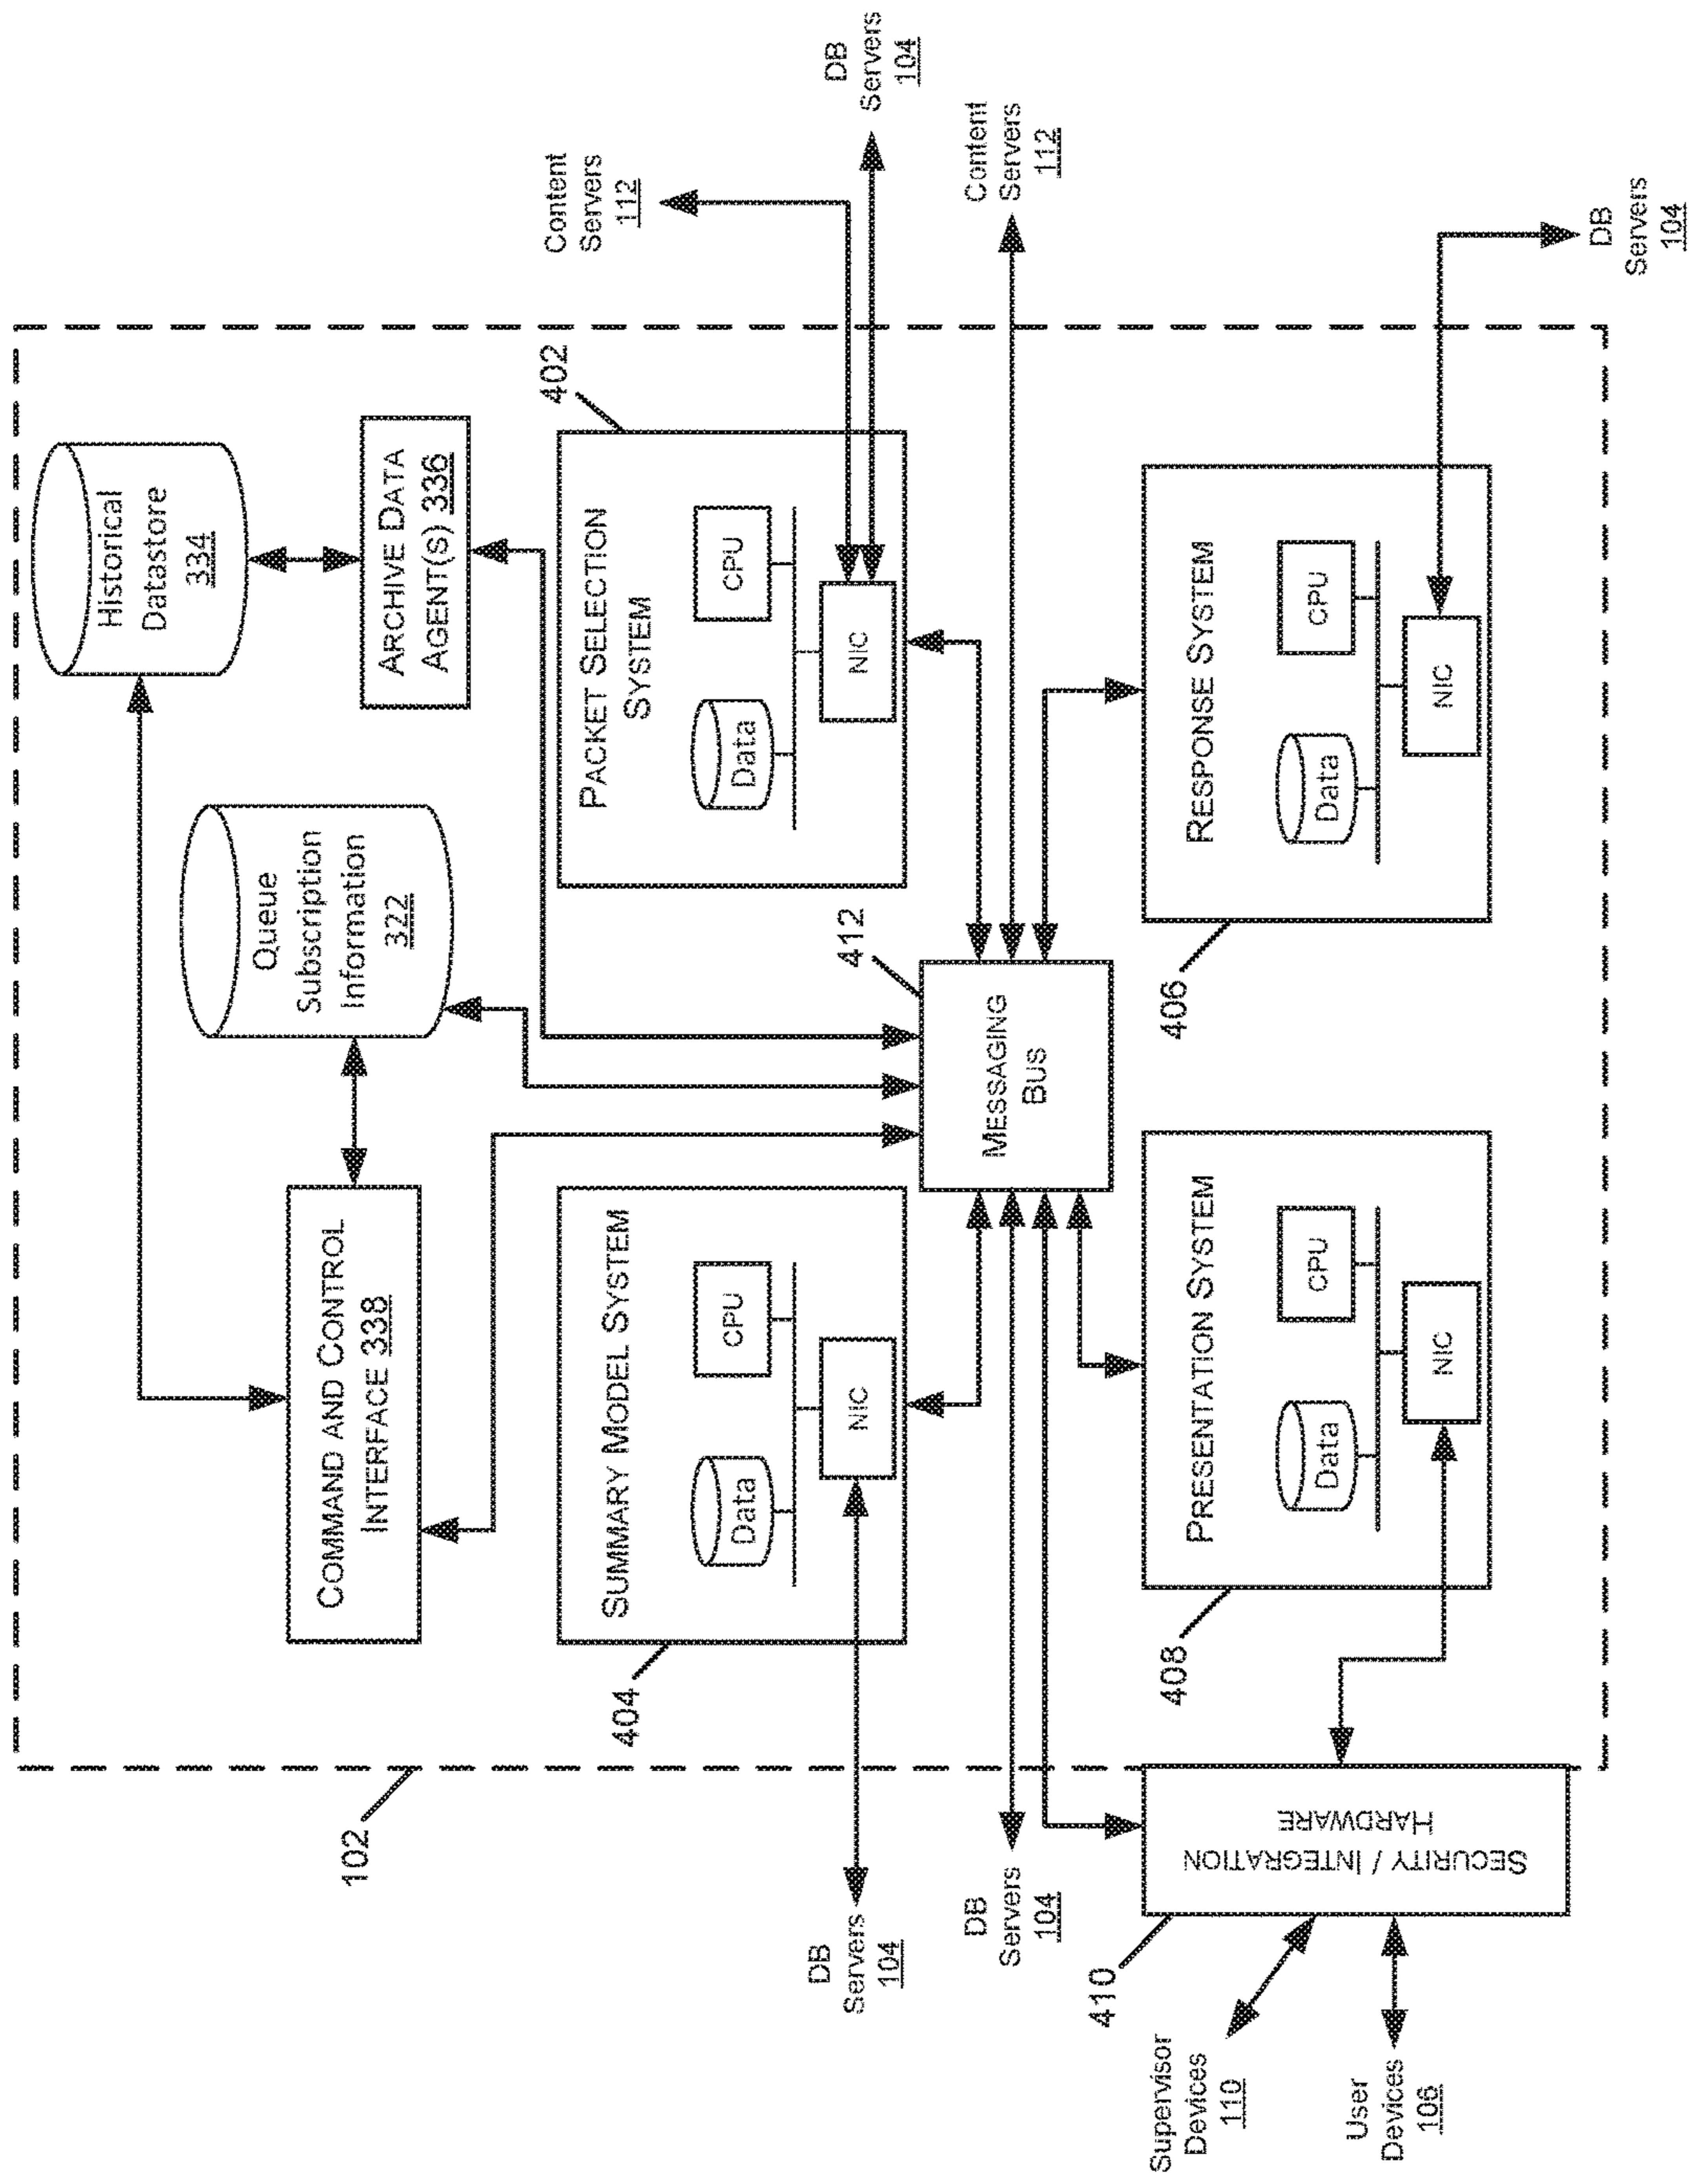 Historical
Datastore
334
Queue
Subscription
Information
322
COMMAND AND CONTROL
INTERFACE 338
ARCHIVE DATA
AGENT(S) 336
402
PACKET SELECTION
SYSTEM
Data
CPU
NIC
Content
Servers
112
DB
Servers
104
102
404
SUMMARY MODEL SYSTEM
Data
CPU
NIC
DB
Servers
104
412
MESSAGING
BUS
Content
Servers
112
DB
Servers
104
408
PRESENTATION SYSTEM
Data
CPU
NIC
406
RESPONSE SYSTEM
Data
CPU
NIC
DB
Servers
104
410
SECURITY / INTEGRATION
HARDWARE
Supervisor
Devices
110
User
Devices
106